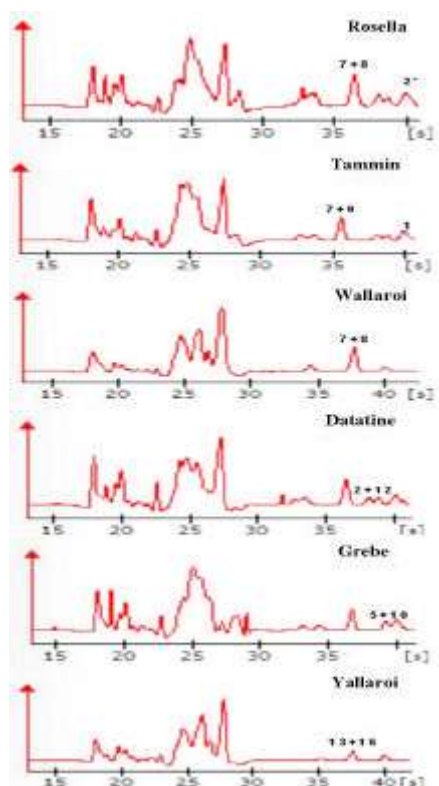 Rosella
7+8
2*
15 20 25 30 35 [s]
Tammin
7+8
15 20 25 30 35 40 [s]
Wallaroi
7+8
15 20 25 30 35 40 [s]
Datatine
2+12
15 20 25 30 35 40
Grebe
5+10
15 20 25 30 35 [s]
Yallaroi
13+16
15 20 25 30 35 40 [s]